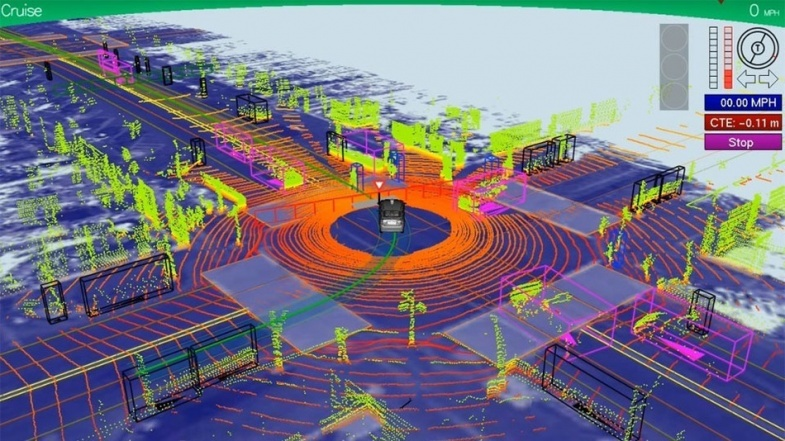 Cruise
0 MPH
00.00 MPH
CTE: −0.11 m
Stop